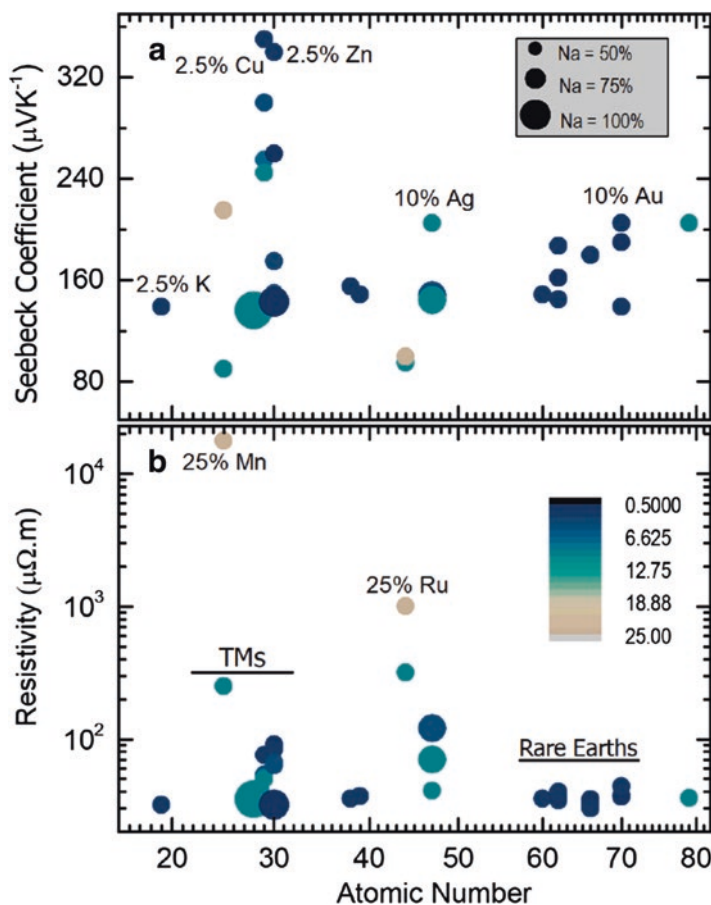 a
2.5% Cu
2.5% Zn
Na = 50%
Na = 75%
Na = 100%
10% Ag
10% Au
2.5% K
Seebeck Coefficient (μVK⁻¹)
320
240
160
80
b
25% Mn
25% Ru
TMs
Rare Earths
0.5000
6.625
12.75
18.88
25.00
Resistivity (μΩ.m)
10⁴
10³
10²
20
30
40
50
60
70
80
Atomic Number